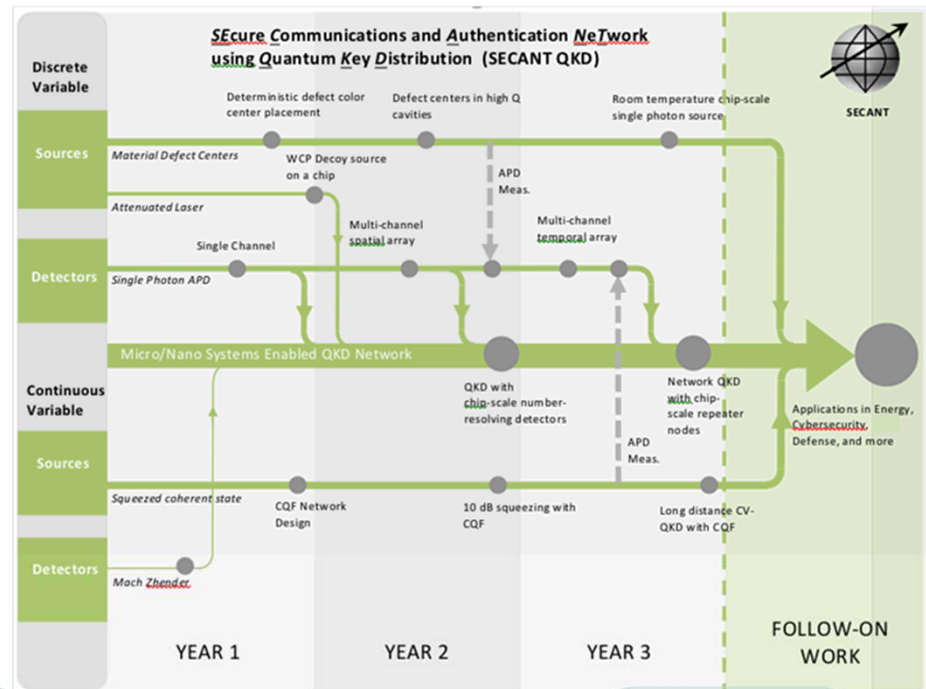 SEcure Communications and Authentication NeTwork
using Quantum Key Distribution (SECANT QKD)
SECANT
Discrete
Variable
Deterministic defect color
center placement
Defect centers in high Q
cavities
Room temperature chip-scale
single photon source
Sources
Material Defect Centers
WCP Decoy source
on a chip
APD
Meas.
Attenuated Laser
Multi-channel
spatial array
Multi-channel
temporal array
Single Channel
Detectors
Single Photon APD
Micro/Nano Systems Enabled QKD Network
Continuous
Variable
QKD with
chip-scale number-
resolving detectors
Network QKD
with chip-
scale repeater
nodes
Applications in Energy,
Cybersecurity,
Defense, and more
APD
Meas.
Sources
Squeezed coherent state
CQF Network
Design
10 dB squeezing with
CQF
Long distance CV-
QKD with CQF
Detectors
Mach Zhender
YEAR 1
YEAR 2
YEAR 3
FOLLOW-ON
WORK